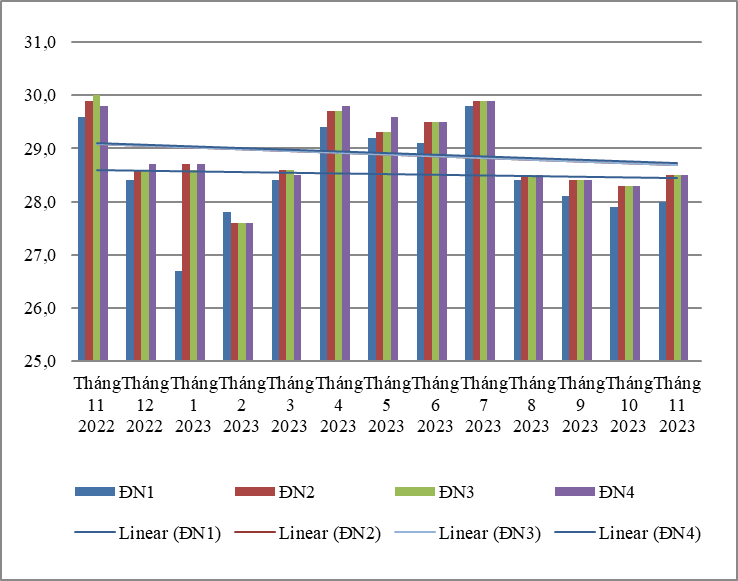 31,0
30,0
29,0
28,0
27,0
26,0
25,0
Tháng 11 2022
Tháng 12 2022
Tháng 1 2023
Tháng 2 2023
Tháng 3 2023
Tháng 4 2023
Tháng 5 2023
Tháng 6 2023
Tháng 7 2023
Tháng 8 2023
Tháng 9 2023
Tháng 10 2023
Tháng 11 2023
ĐN1 ĐN2 ĐN3 ĐN4
Linear (ĐN1) Linear (ĐN2) Linear (ĐN3) Linear (ĐN4)